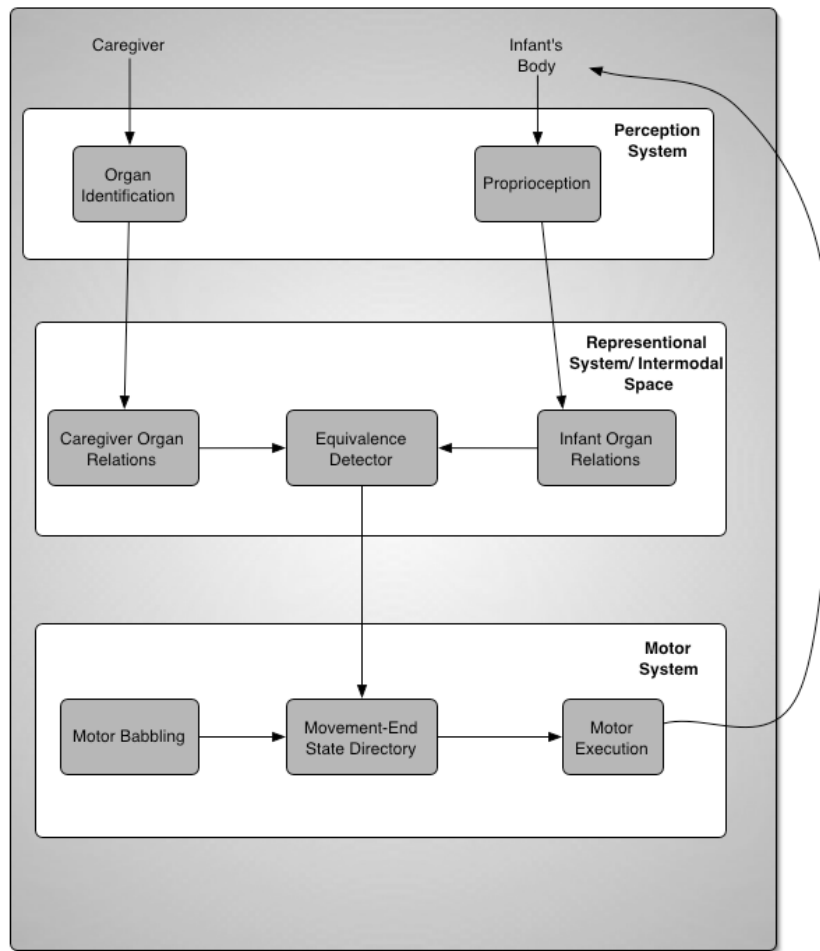 Caregiver
Infant's
Body
Perception
System
Organ
Identification
Proprioception
Representional
System/ Intermodal
Space
Caregiver Organ
Relations
Equivalence
Detector
Infant Organ
Relations
Motor
System
Motor Babbling
Movement-End
State Directory
Motor
Execution